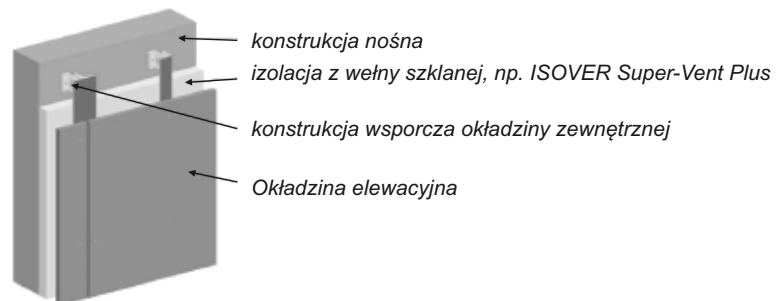 konstrukcja nośna
izolacja z wełny szklanej, np. ISOVER Super-Vent Plus
konstrukcja wsporcza okładziny zewnętrznej
Okładzina elewacyjna